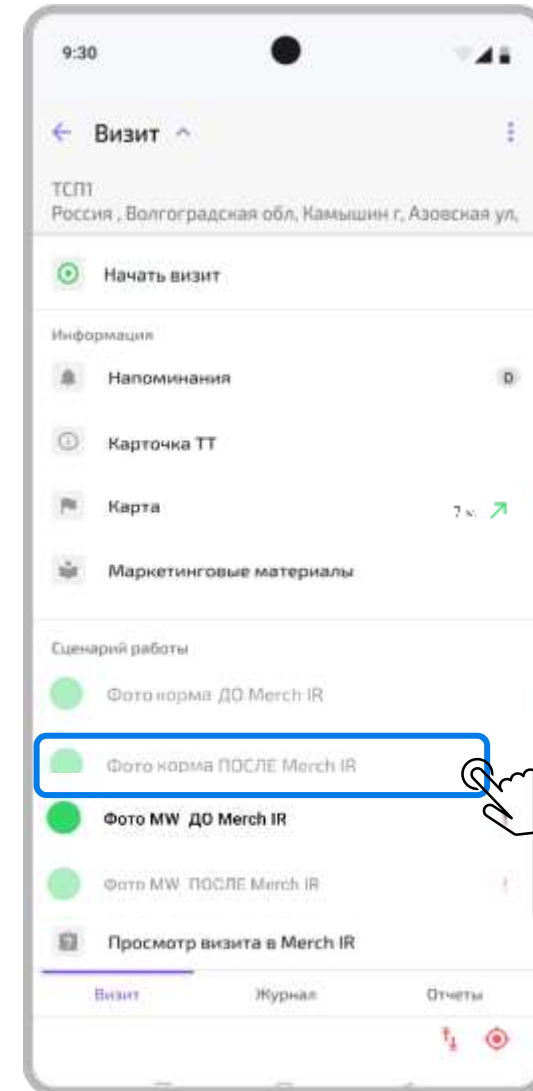 9:30
Визит
ТСП1
Россия , Волгоградская обл, Камышин г, Азовская ул,
Начать визит
Информация
Напоминания 0
Карточка ТТ
Карта 7 м.
Маркетинговые материалы
Сценарий работы
Фото корма ДО Merch IR
Фото корма ПОСЛЕ Merch IR
Фото MW ДО Merch IR
Фото MW ПОСЛЕ Merch IR !
Просмотр визита в Merch IR
Визит Журнал Отчеты